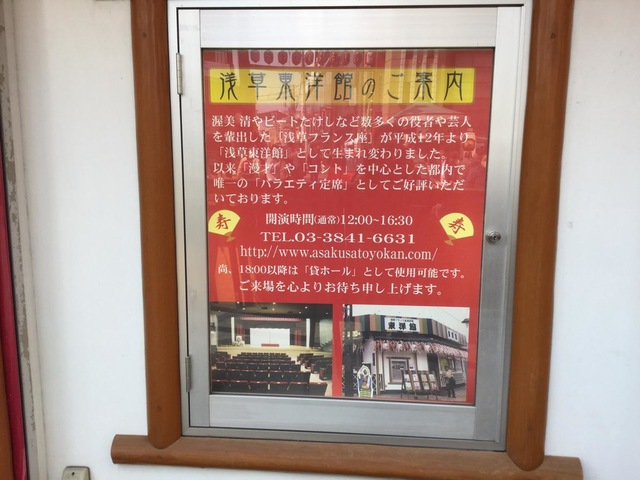 浅草東洋館のご案内
渥美 清やビートたけしなど数多くの役者や芸人
を輩出した「浅草フランス座」が平成12年より
「浅草東洋館」として生まれ変わりました。
以来「漫才」や「コント」を中心とした都内で
唯一の「バラエティ定席」としてご好評いただ
いております。
寿
開演時間(通常)12:00~16:30
寿
TEL.03-3841-6631
http://www.asakusatoyokan.com/
尚、18:00以降は「貸ホール」として使用可能です。
ご来場を心よりお待ち申し上げます。
東洋館